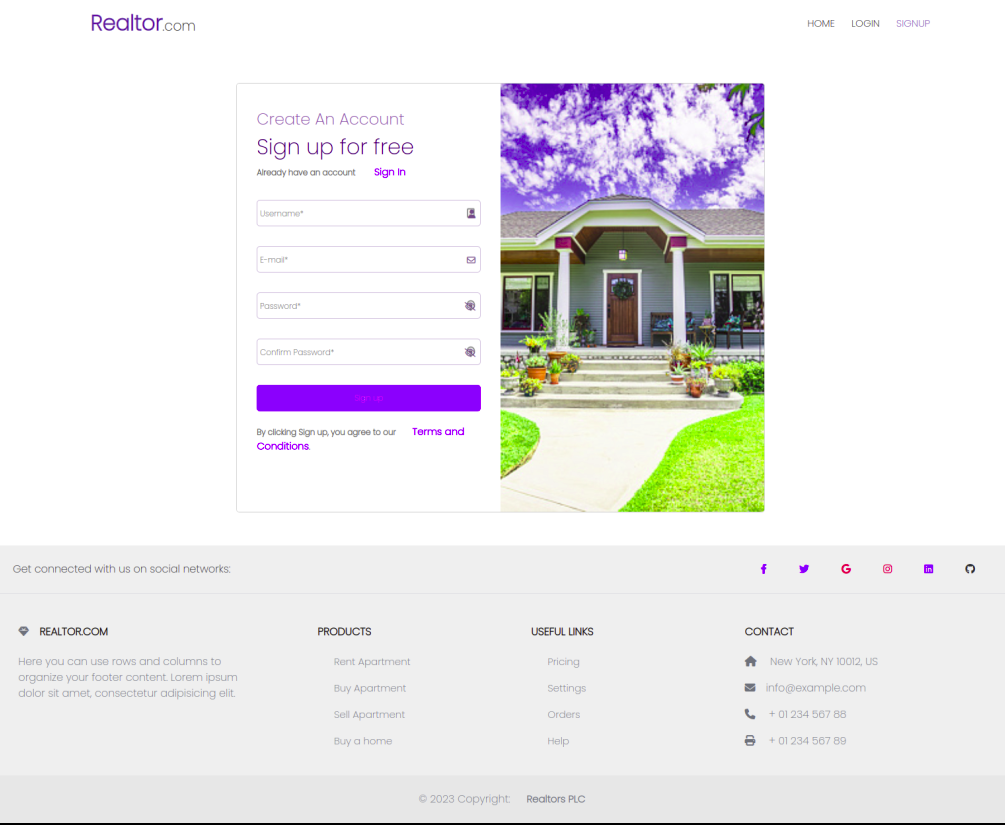 Realtor.com
HOME LOGIN SIGNUP
Create An Account
Sign up for free
Already have an account Sign In
Username*
E-mail*
Password*
Confirm Password*
Sign up
By clicking Sign up, you agree to our Terms and
Conditions.
Get connected with us on social networks:
REALTOR.COM
Here you can use rows and columns to
organize your footer content. Lorem ipsum
dolor sit amet, consectetur adipisicing elit.
PRODUCTS
Rent Apartment
Buy Apartment
Sell Apartment
Buy a home
USEFUL LINKS
Pricing
Settings
Orders
Help
CONTACT
New York, NY 10012, US
info@example.com
+ 01 234 567 88
+ 01 234 567 89
© 2023 Copyright: Realtors PLC